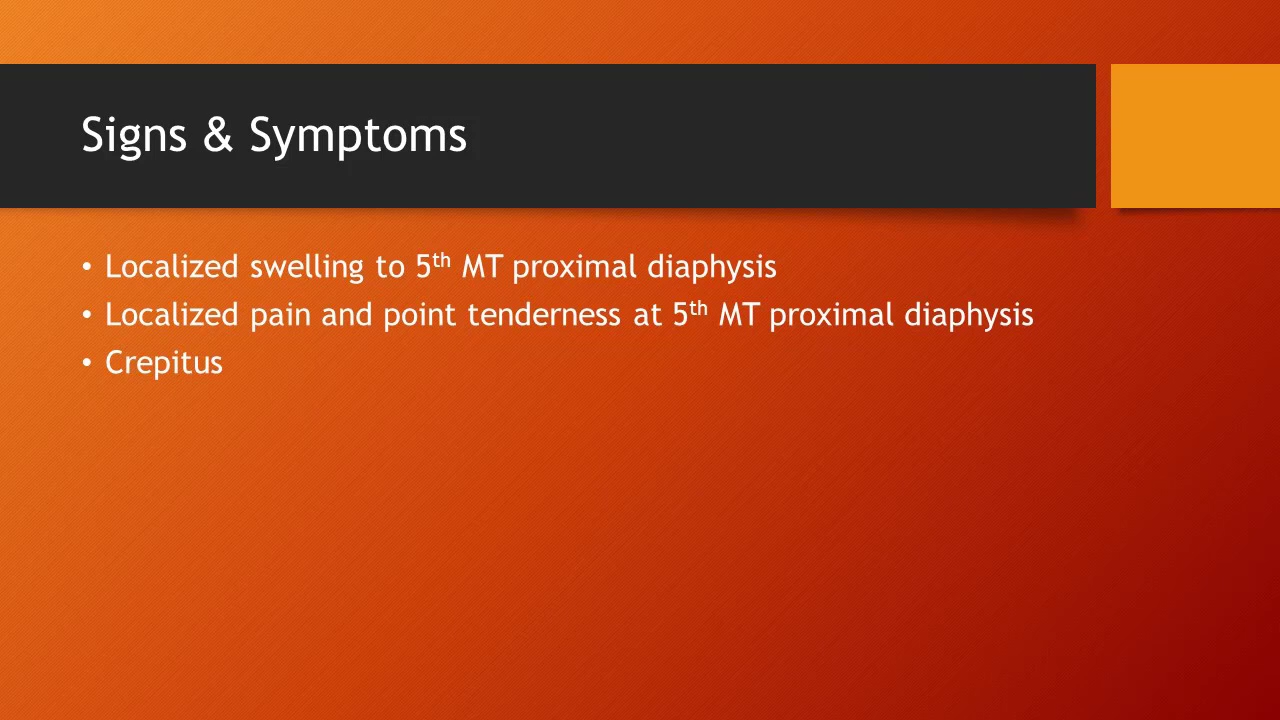 Signs & Symptoms
• Localized swelling to 5th MT proximal diaphysis
• Localized pain and point tenderness at 5th MT proximal diaphysis
• Crepitus